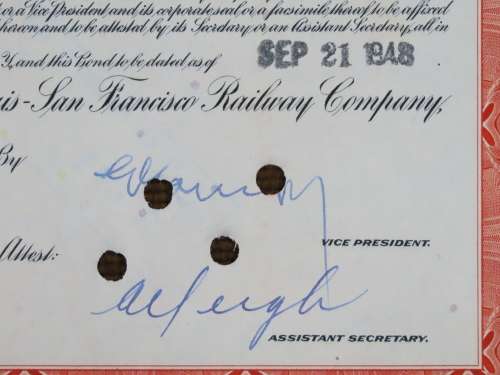 or a Vice President and its corporate seal or a facsimile thereof to be affixed
hereon and to be attested by its Secretary or an Assistant Secretary, all in
and this Bond to be dated as of SEP 21 1948
is-San Francisco Railway Company,
By
VICE PRESIDENT.
Attest:
ASSISTANT SECRETARY.